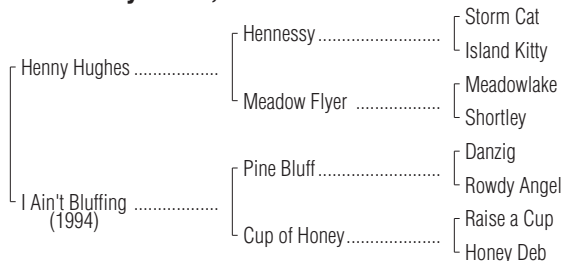 Hennessy
Storm Cat
Island Kitty
Henny Hughes
Meadow Flyer
Meadowlake
Shortley
Pine Bluff
Danzig
Rowdy Angel
I Ain't Bluffing
(1994)
Cup of Honey
Raise a Cup
Honey Deb